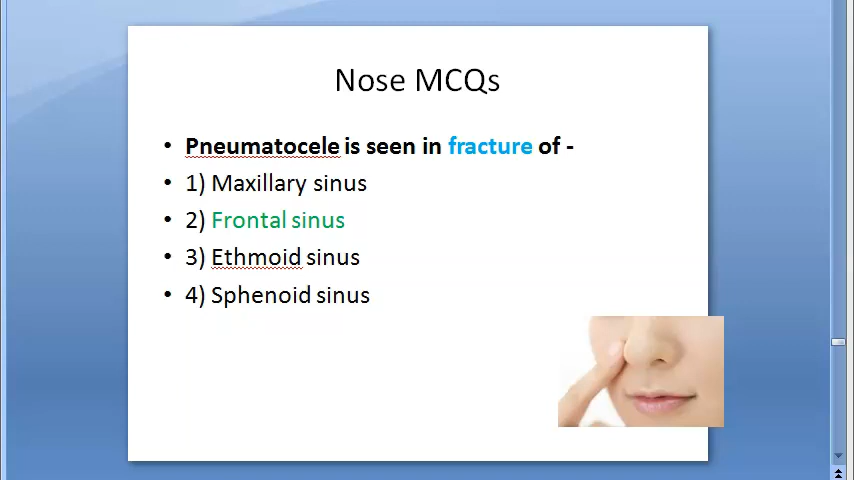 Nose MCQs
• Pneumatocele is seen in fracture of -
• 1) Maxillary sinus
• 2) Frontal sinus
• 3) Ethmoid sinus
• 4) Sphenoid sinus